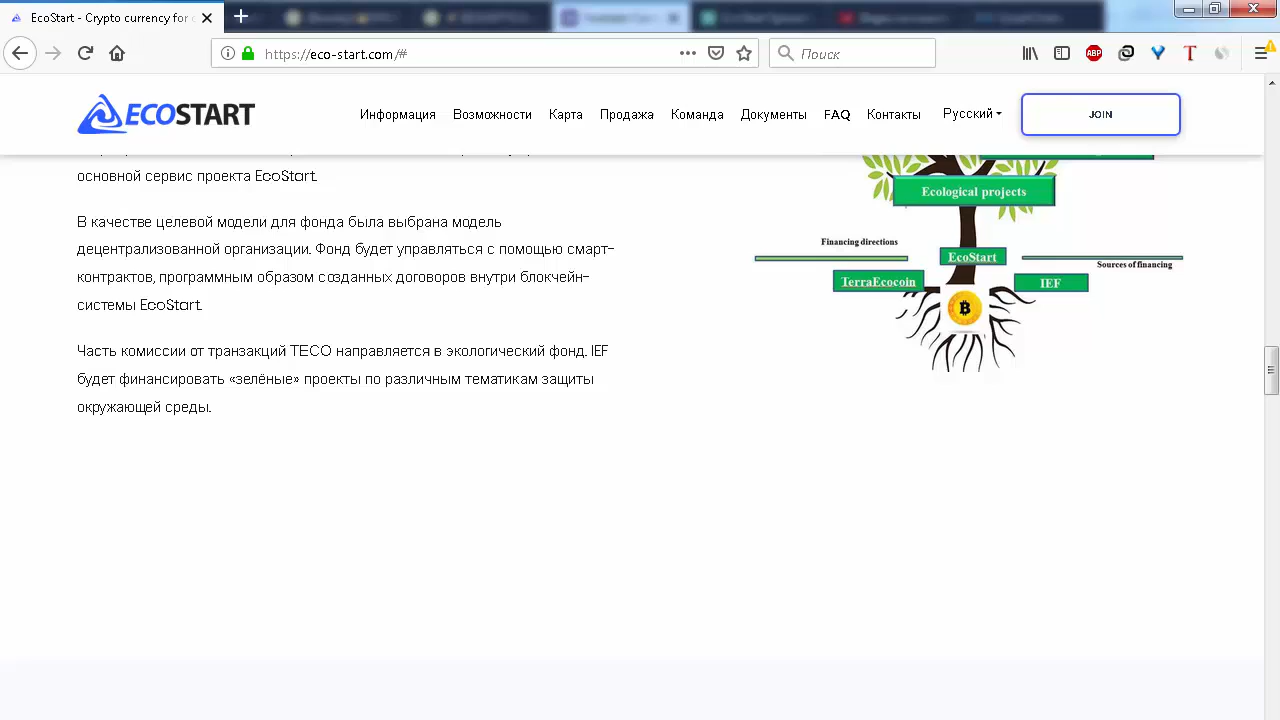 EcoStart - Crypto currency for
https://eco-start.com/#
Поиск
ABP
ECOSTART
Информация Возможности Карта Продажа Команда Документы FAQ Контакты Русский JOIN
основной сервис проекта EcoStart.
В качестве целевой модели для фонда была выбрана модель
децентрализованной организации. Фонд будет управляться с помощью смарт-
контрактов, программным образом созданных договоров внутри блокчейн-
системы EcoStart.
Часть комиссии от транзакций TECO направляется в экологический фонд. IEF
будет финансировать «зелёные» проекты по различным тематикам защиты
окружающей среды.
Ecological projects
Financing directions
EcoStart
Sources of financing
TerraEcocoin
IEF